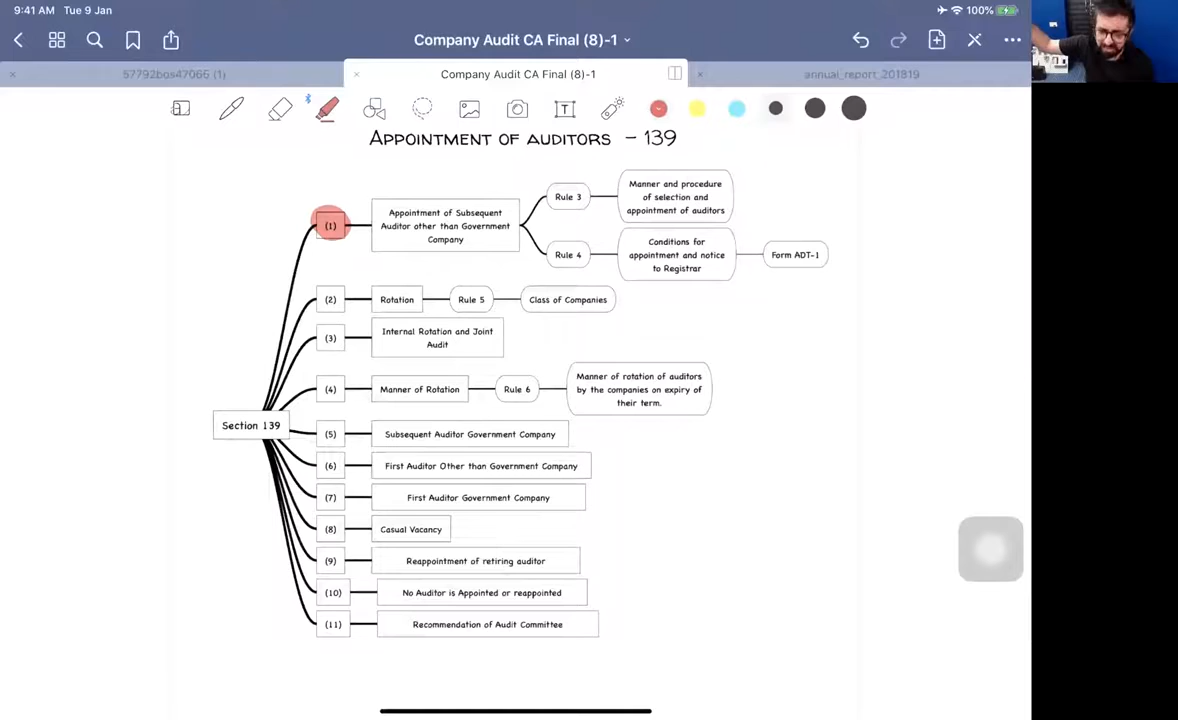 9:41 AM Tue 9 Jan
100%
Company Audit CA Final (8)-1
57792bos47065 (1)
Company Audit CA Final (8)-1
annual_report_201819
T
APPOINTMENT OF AUDITORS - 139
Section 139
(1)
Appointment of Subsequent
Auditor other than Government
Company
Rule 3
Manner and procedure
of selection and
appointment of auditors
Rule 4
Conditions for
appointment and notice
to Registrar
Form ADT-1
(2)
Rotation
Rule 5
Class of Companies
(3)
Internal Rotation and Joint
Audit
(4)
Manner of Rotation
Rule 6
Manner of rotation of auditors
by the companies on expiry of
their term.
(5)
Subsequent Auditor Government Company
(6)
First Auditor Other than Government Company
(7)
First Auditor Government Company
(8)
Casual Vacancy
(9)
Reappointment of retiring auditor
(10)
No Auditor is Appointed or reappointed
(11)
Recommendation of Audit Committee